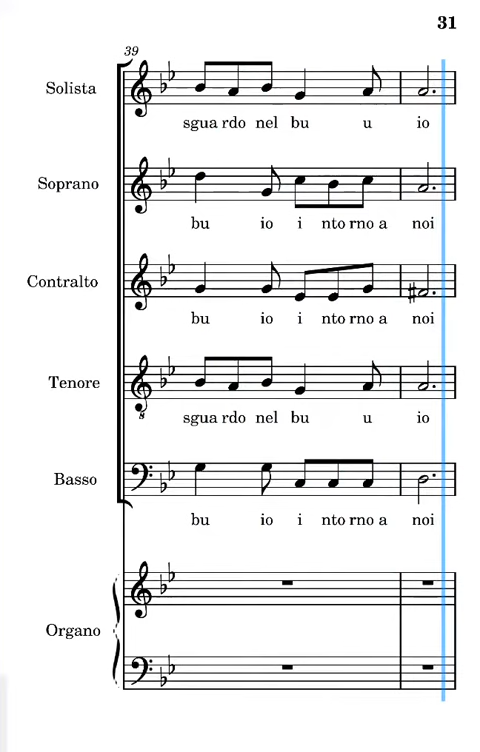 31
39
Solista
sgua rdo nel bu u io
Soprano
bu io i nto rno a noi
Contralto
bu io i nto rno a noi
Tenore
8
sgua rdo nel bu u io
Basso
bu io i nto rno a noi
Organo